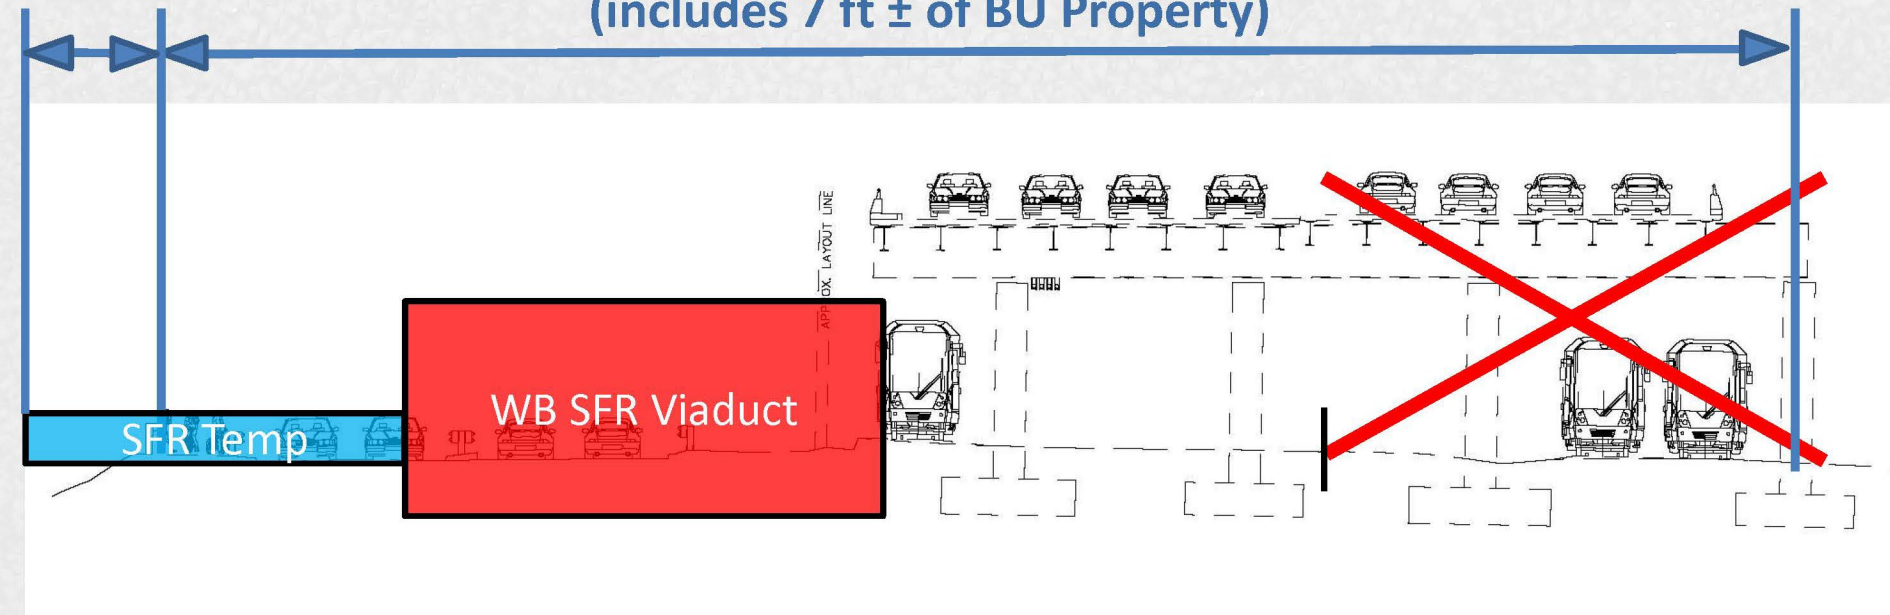 (includes 7 ft ± of BU Property)
APPROX. LAYOUT LINE
WB SFR Viaduct
SFR Temp